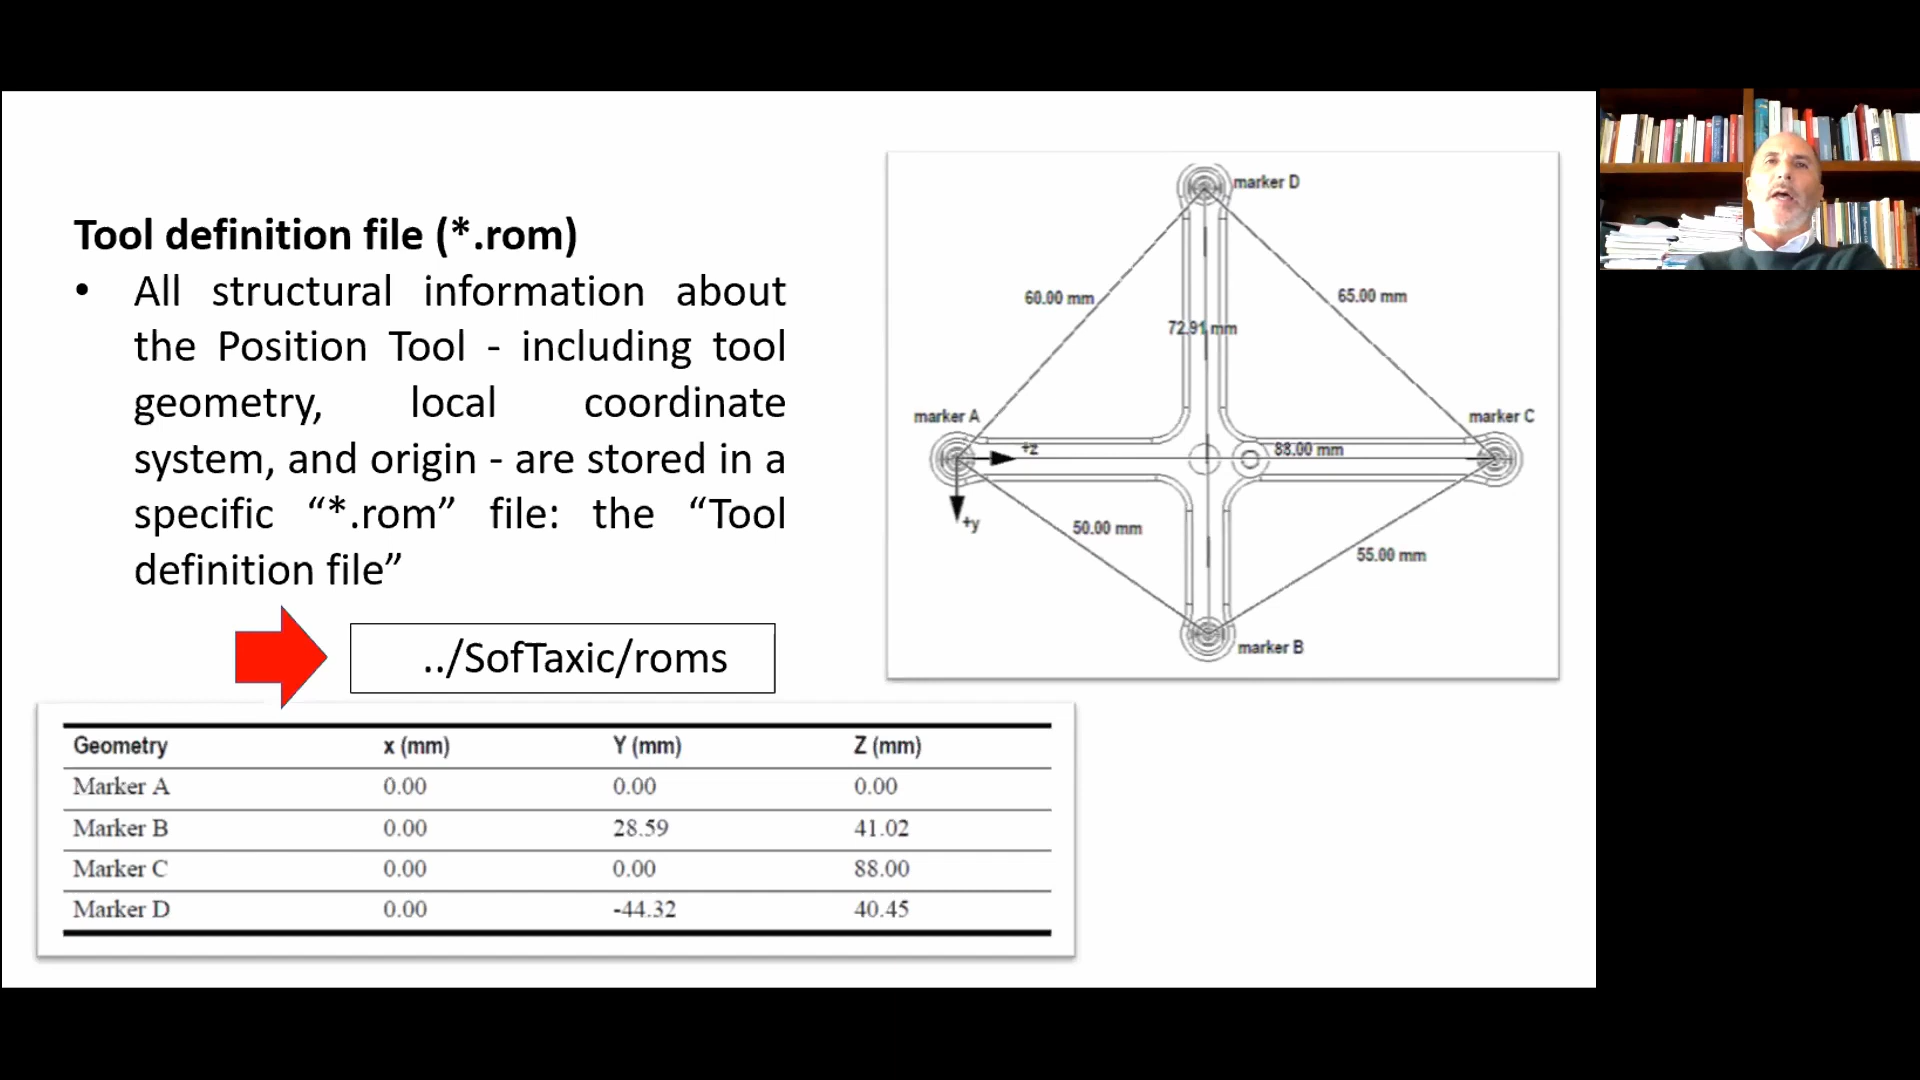 Tool definition file (*.rom)
• All structural information about
the Position Tool - including tool
geometry, local coordinate
system, and origin - are stored in a
specific “*.rom” file: the “Tool
definition file”
../SofTaxic/roms
marker D
60.00 mm
65.00 mm
72.91 mm
marker A
marker C
+z
88.00 mm
+y
50.00 mm
55.00 mm
marker B
Geometry x (mm) Y (mm) Z (mm)
Marker A 0.00 0.00 0.00
Marker B 0.00 28.59 41.02
Marker C 0.00 0.00 88.00
Marker D 0.00 -44.32 40.45